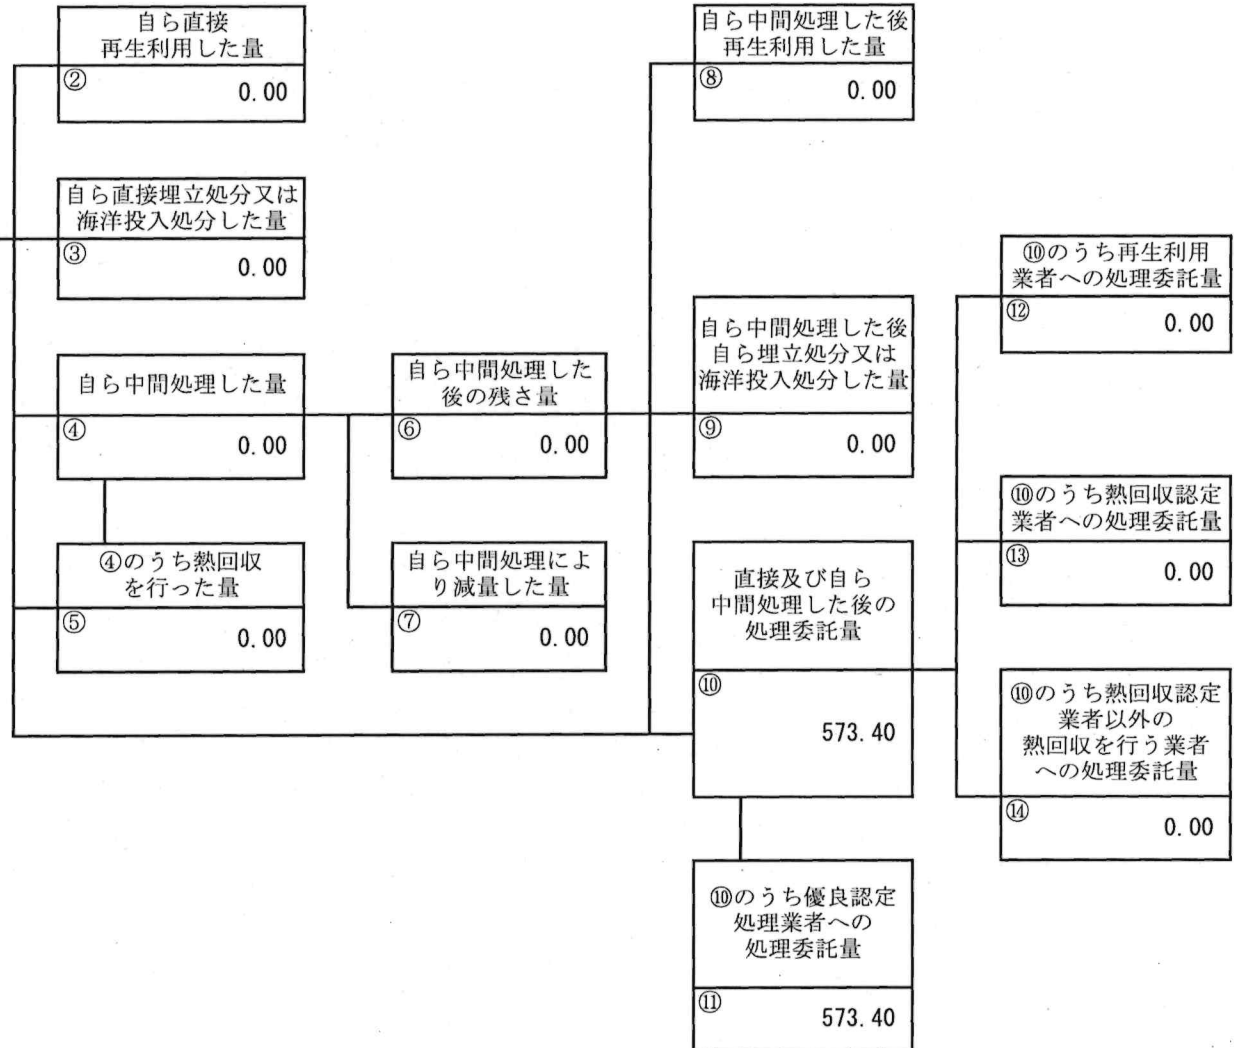 自ら直接
再生利用した量
②
0.00
自ら直接埋立処分又は
海洋投入処分した量
③
0.00
自ら中間処理した量
④
0.00
④のうち熱回収
を行った量
⑤
0.00
自ら中間処理した
後の残さ量
⑥
0.00
自ら中間処理によ
り減量した量
⑦
0.00
自ら中間処理した後
再生利用した量
⑧
0.00
自ら中間処理した後
自ら埋立処分又は
海洋投入処分した量
⑨
0.00
直接及び自ら
中間処理した後の
処理委託量
⑩
573.40
⑩のうち優良認定
処理業者への
処理委託量
⑪
573.40
⑩のうち再生利用
業者への処理委託量
⑫
0.00
⑩のうち熱回収認定
業者への処理委託量
⑬
0.00
⑩のうち熱回収認定
業者以外の
熱回収を行う業者
への処理委託量
⑭
0.00